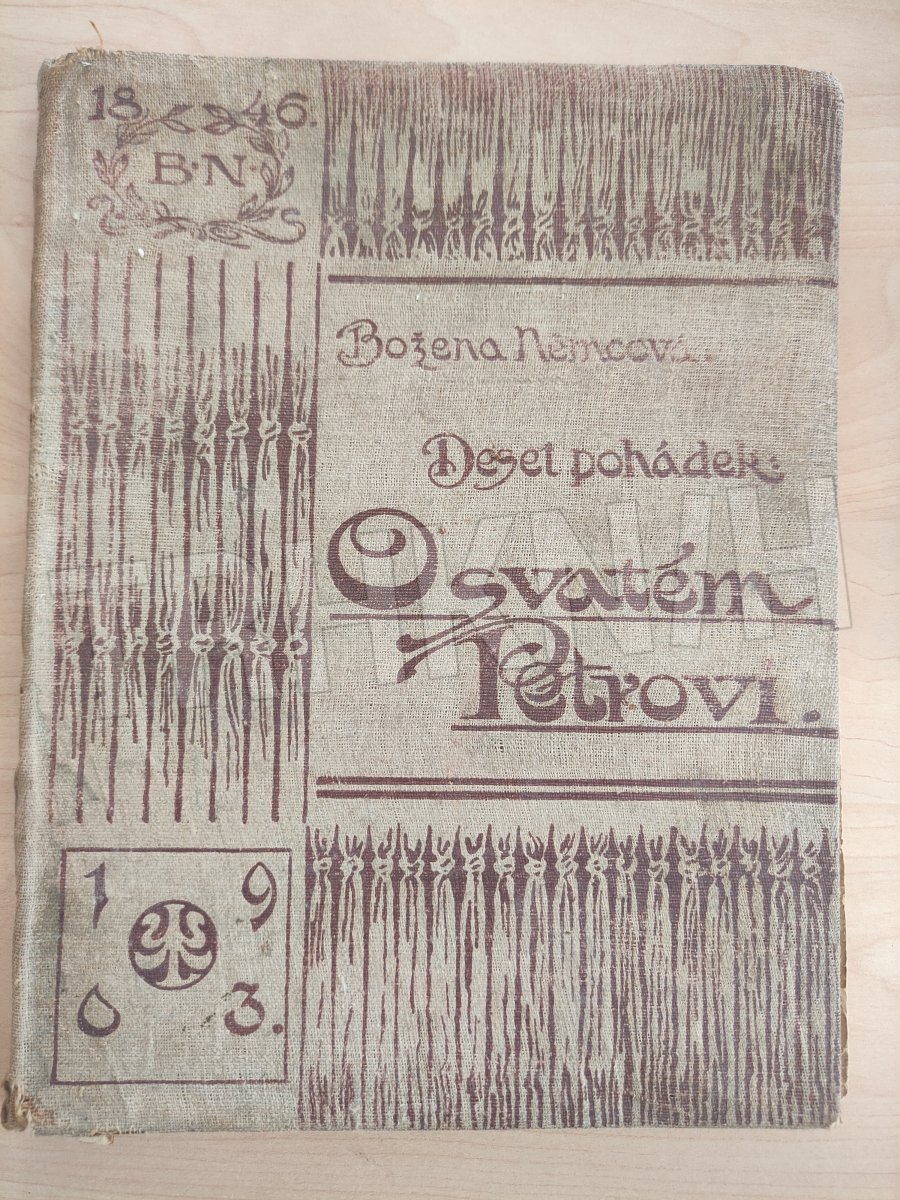 18 46.
B·N·
Božena Němcová.
Deset pohádek:
O svatém
Petrovi.
1 9
0 3.